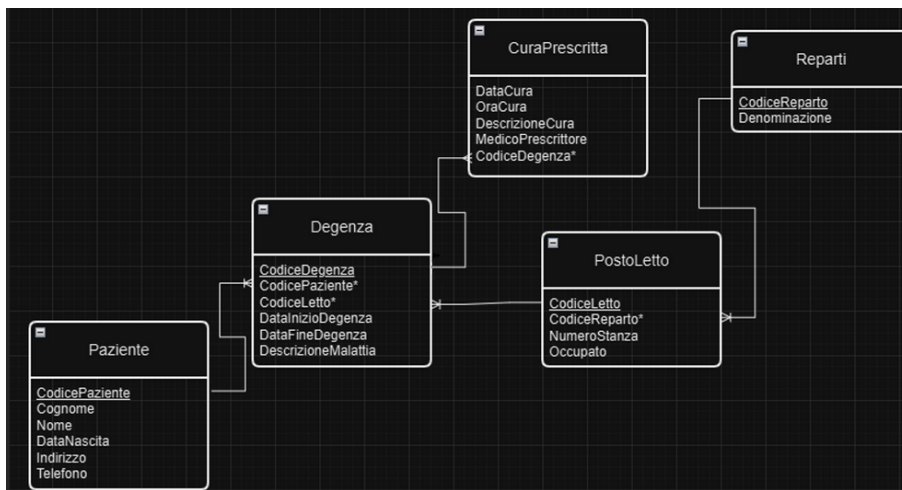 CuraPrescritta
DataCura
OraCura
DescrizioneCura
MedicoPrescrittore
CodiceDegenza*
Reparti
CodiceReparto
Denominazione
Degenza
CodiceDegenza
CodicePaziente*
CodiceLetto*
DataInizioDegenza
DataFineDegenza
DescrizioneMalattia
PostoLetto
CodiceLetto
CodiceReparto*
NumeroStanza
Occupato
Paziente
CodicePaziente
Cognome
Nome
DataNascita
Indirizzo
Telefono